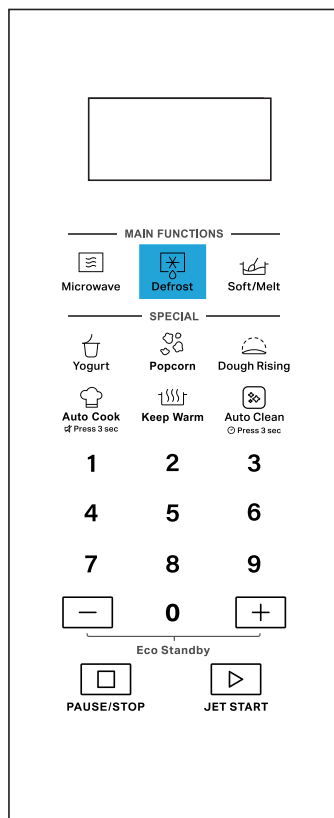 MAIN FUNCTIONS
Microwave Defrost Soft/Melt
SPECIAL
Yogurt Popcorn Dough Rising
Auto Cook Keep Warm Auto Clean
Press 3 sec Press 3 sec
1 2 3
4 5 6
7 8 9
− 0 +
Eco Standby
PAUSE/STOP JET START